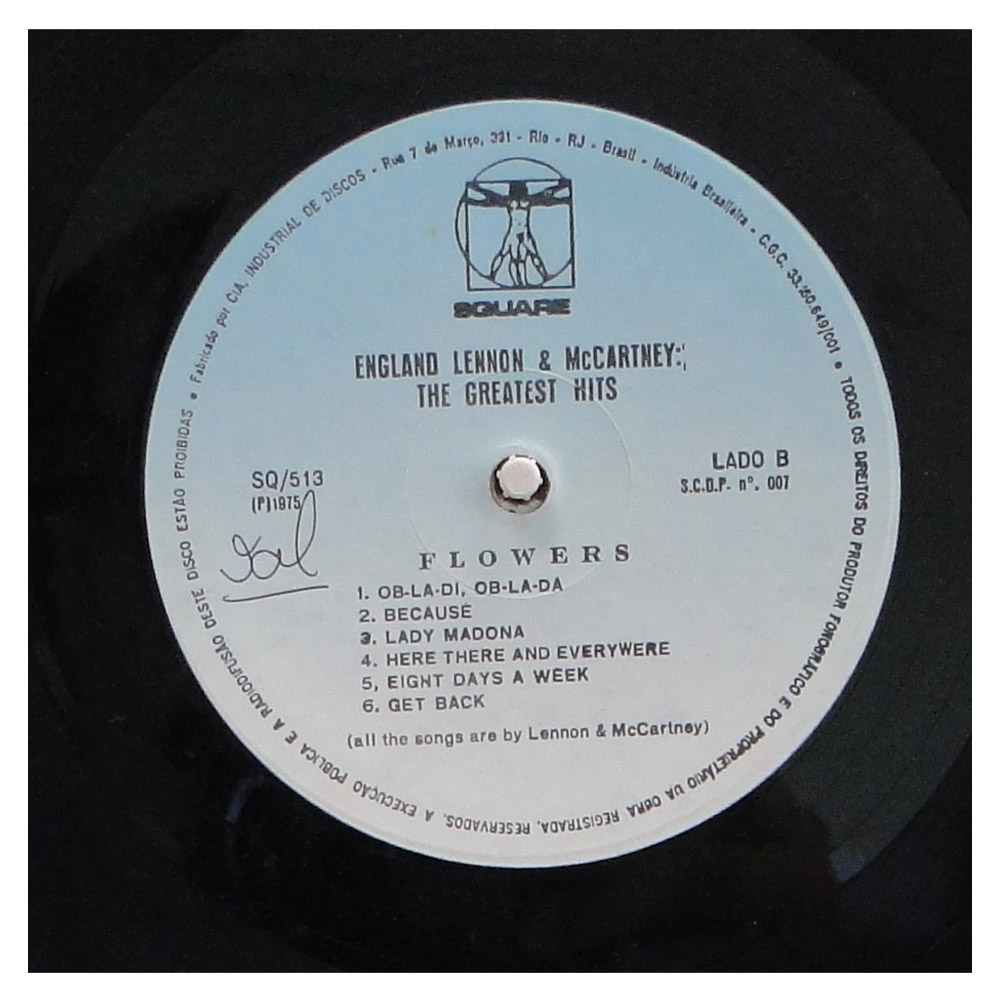 • Fabricado por CIA. INDUSTRIAL DE DISCOS - Rua 7 de Março, 331 - Rio - RJ - Brasil - Indústria Brasileira - C.G.C. 33.250.649/001 • TODOS OS DIREITOS DO PRODUTOR FONOGRÁFICO E DO PROPRIETÁRIO DA OBRA REGISTRADA, RESERVADOS. A EXECUÇÃO PÚBLICA E A RADIODIFUSÃO DESTE DISCO ESTÃO PROIBIDAS
SQUARE
ENGLAND LENNON & McCARTNEY:
THE GREATEST HITS
SQ/513
(P)1975
LADO B
S.C.D.P. nº. 007
FLOWERS
1. OB-LA-DI, OB-LA-DA
2. BECAUSE
3. LADY MADONA
4. HERE THERE AND EVERYWERE
5, EIGHT DAYS A WEEK
6. GET BACK
(all the songs are by Lennon & McCartney)